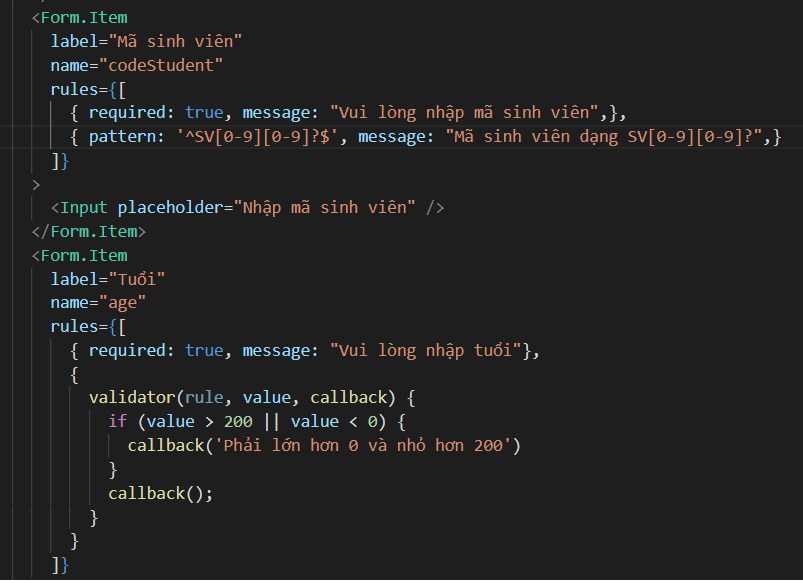 <Form.Item
label="Mã sinh viên"
name="codeStudent"
rules={[
{ required: true, message: "Vui lòng nhập mã sinh viên",},
{ pattern: '^SV[0-9][0-9]?$', message: "Mã sinh viên dạng SV[0-9][0-9]?",}
]}
>
<Input placeholder="Nhập mã sinh viên" />
</Form.Item>
<Form.Item
label="Tuổi"
name="age"
rules={[
{ required: true, message: "Vui lòng nhập tuổi"},
{
validator(rule, value, callback) {
if (value > 200 || value < 0) {
callback('Phải lớn hơn 0 và nhỏ hơn 200')
}
callback();
}
}
]}